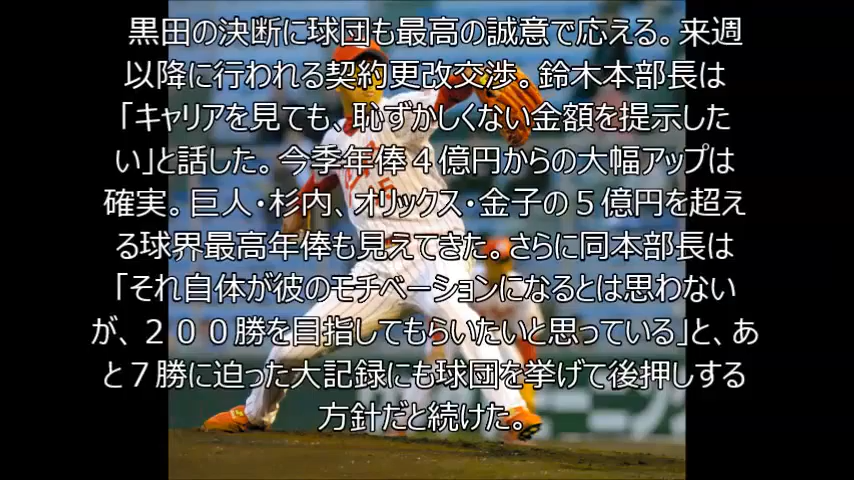 黒田の決断に球団も最高の誠意で応える。来週
以降に行われる契約更改交渉。鈴木本部長は
「キャリアを見ても、恥ずかしくない金額を提示した
い」と話した。今季年俸４億円からの大幅アップは
確実。巨人・杉内、オリックス・金子の５億円を超え
る球界最高年俸も見えてきた。さらに同本部長は
「それ自体が彼のモチベーションになるとは思わない
が、２００勝を目指してもらいたいと思っている」と、あ
と７勝に迫った大記録にも球団を挙げて後押しする
方針だと続けた。